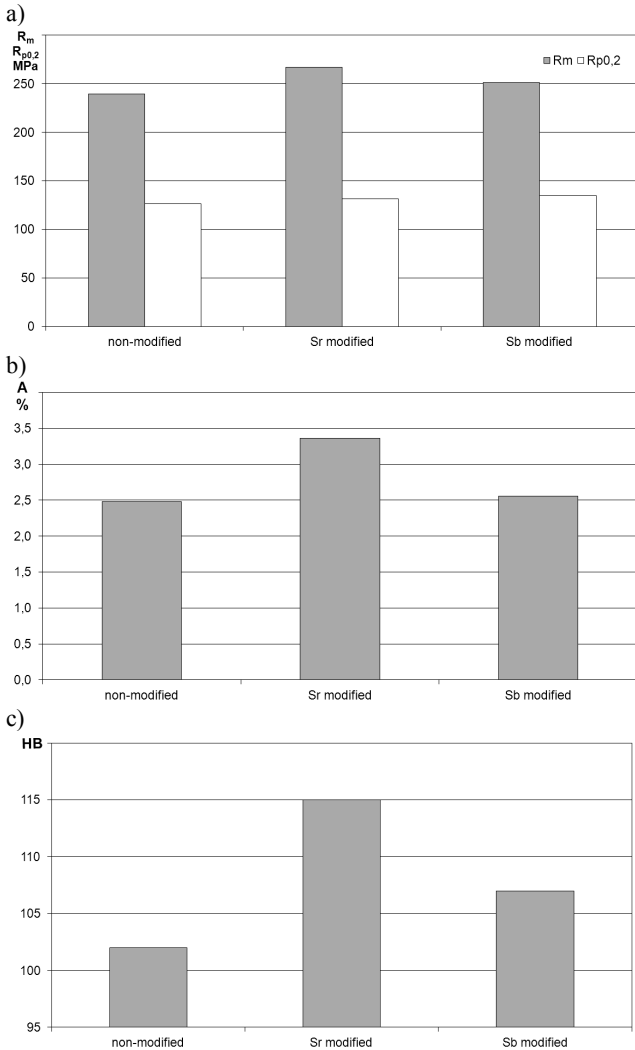 a)
Rm
Rp0,2
MPa
Rm Rp0,2
250
200
150
100
50
0
non-modified Sr modified Sb modified
b)
A
%
3,5
3,0
2,5
2,0
1,5
1,0
0,5
0,0
non-modified Sr modified Sb modified
c)
HB
115
110
105
100
95
non-modified Sr modified Sb modified